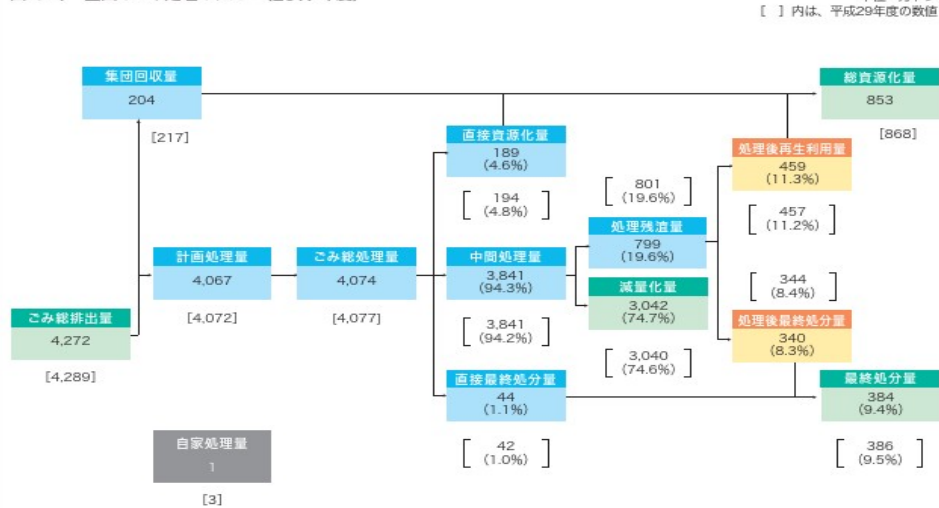 [ ] 内は、平成29年度の数値
集団回収量
204
[217]
総資源化量
853
[868]
直接資源化量
189
(4.6%)
[194
(4.8%)]
処理後再生利用量
459
(11.3%)
[457
(11.2%)]
[801
(19.6%)]
処理残渣量
799
(19.6%)
計画処理量
4,067
[4,072]
ごみ総処理量
4,074
[4,077]
中間処理量
3,841
(94.3%)
[3,841
(94.2%)]
減量化量
3,042
(74.7%)
[3,040
(74.6%)]
[344
(8.4%)]
処理後最終処分量
340
(8.3%)
ごみ総排出量
4,272
[4,289]
直接最終処分量
44
(1.1%)
[42
(1.0%)]
最終処分量
384
(9.4%)
[386
(9.5%)]
自家処理量
1
[3]